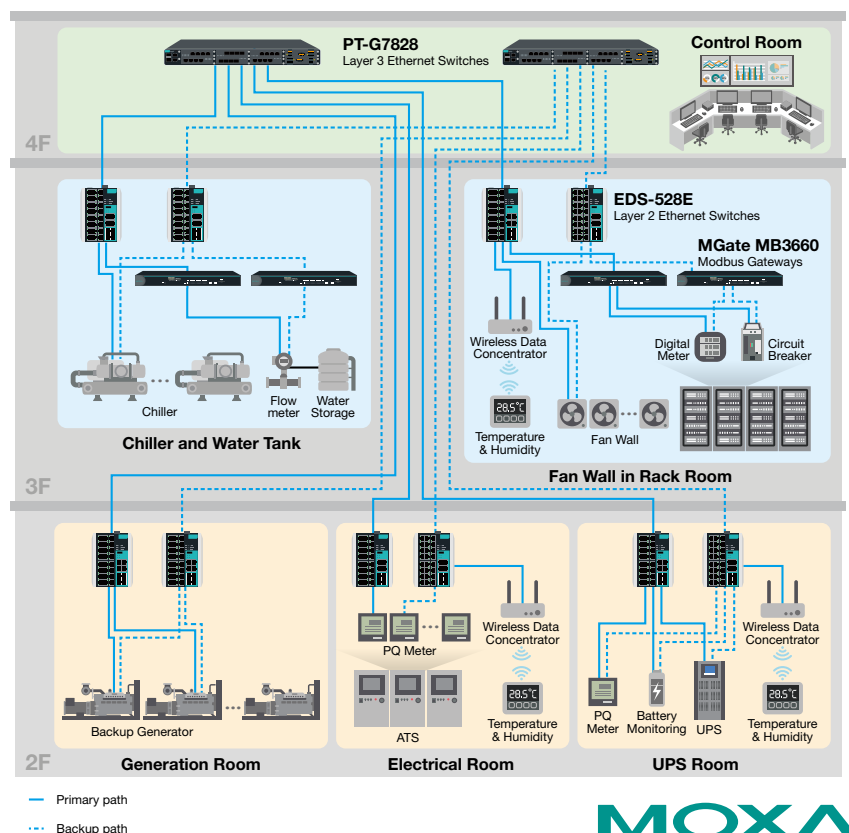 PT-G7828
Layer 3 Ethernet Switches
Control Room
4F
EDS-528E
Layer 2 Ethernet Switches
MGate MB3660
Modbus Gateways
Wireless Data
Concentrator
Digital
Meter
Circuit
Breaker
Chiller
Flow
meter
Water
Storage
28.5°C
Temperature
& Humidity
Fan Wall
Chiller and Water Tank
Fan Wall in Rack Room
3F
Wireless Data
Concentrator
Wireless Data
Concentrator
PQ Meter
28.5°C
28.5°C
Backup Generator
ATS
Temperature
& Humidity
PQ
Meter
Battery
Monitoring
UPS
Temperature
& Humidity
2F
Generation Room
Electrical Room
UPS Room
Primary path
Backup path
MOXA